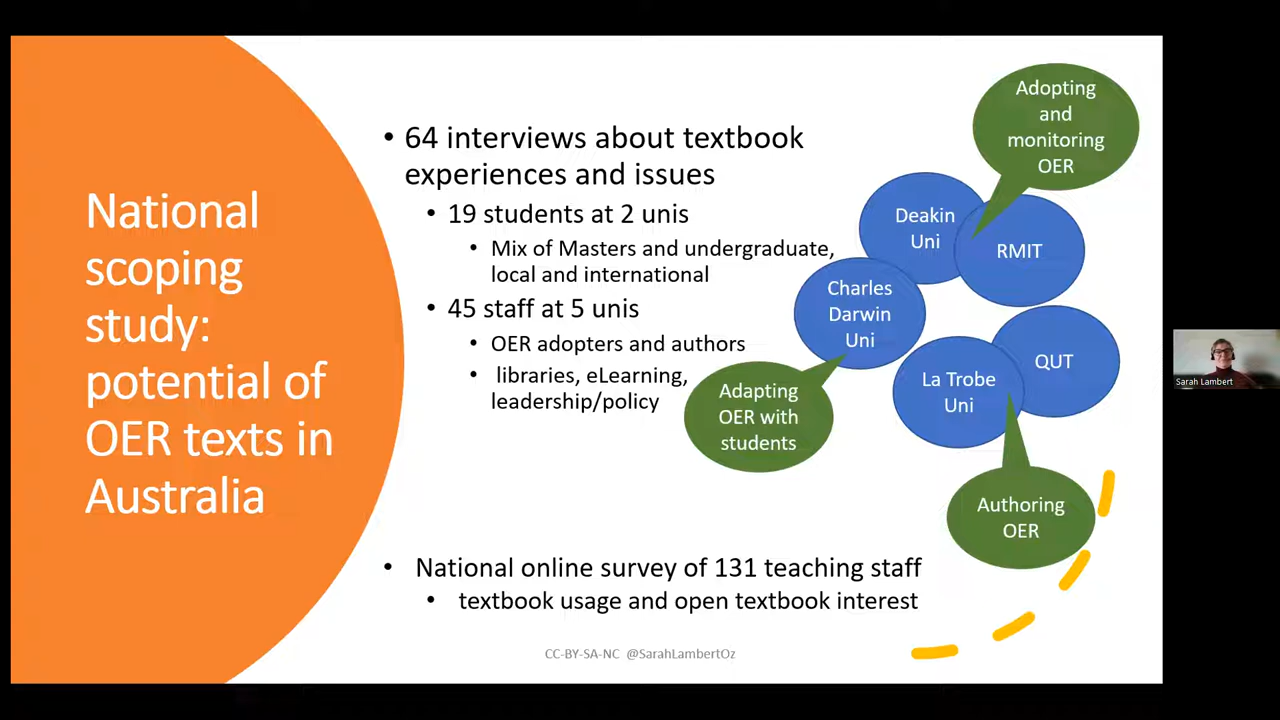 National
scoping
study:
potential of
OER texts in
Australia
• 64 interviews about textbook
experiences and issues
• 19 students at 2 unis
• Mix of Masters and undergraduate,
local and international
• 45 staff at 5 unis
• OER adopters and authors
• libraries, eLearning,
leadership/policy
• National online survey of 131 teaching staff
• textbook usage and open textbook interest
Adopting
and
monitoring
OER
Deakin
Uni
RMIT
Charles
Darwin
Uni
QUT
La Trobe
Uni
Adapting
OER with
students
Authoring
OER
CC-BY-SA-NC @SarahLambertOz
Sarah Lambert